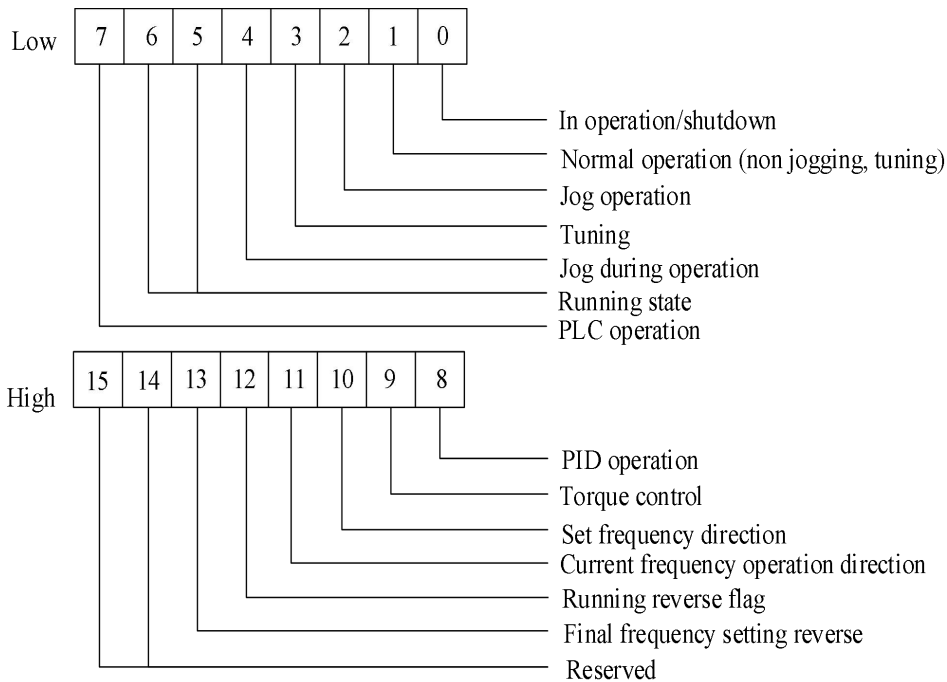 Low 7 6 5 4 3 2 1 0
In operation/shutdown
Normal operation (non jogging, tuning)
Jog operation
Tuning
Jog during operation
Running state
PLC operation
High 15 14 13 12 11 10 9 8
PID operation
Torque control
Set frequency direction
Current frequency operation direction
Running reverse flag
Final frequency setting reverse
Reserved